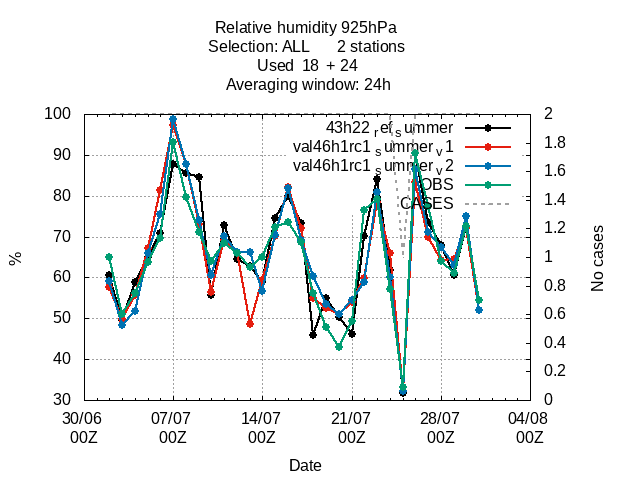 Relative humidity 925hPa
Selection: ALL 2 stations
Used 18 + 24
Averaging window: 24h
43h22_ref_summer
val46h1rc1_summer_v1
val46h1rc1_summer_v2
OBS
CASES
100
90
80
70
60
50
40
30
%
2
1.8
1.6
1.4
1.2
1
0.8
0.6
0.4
0.2
0
No cases
30/06 07/07 14/07 21/07 28/07 04/08
00Z 00Z 00Z 00Z 00Z 00Z
Date